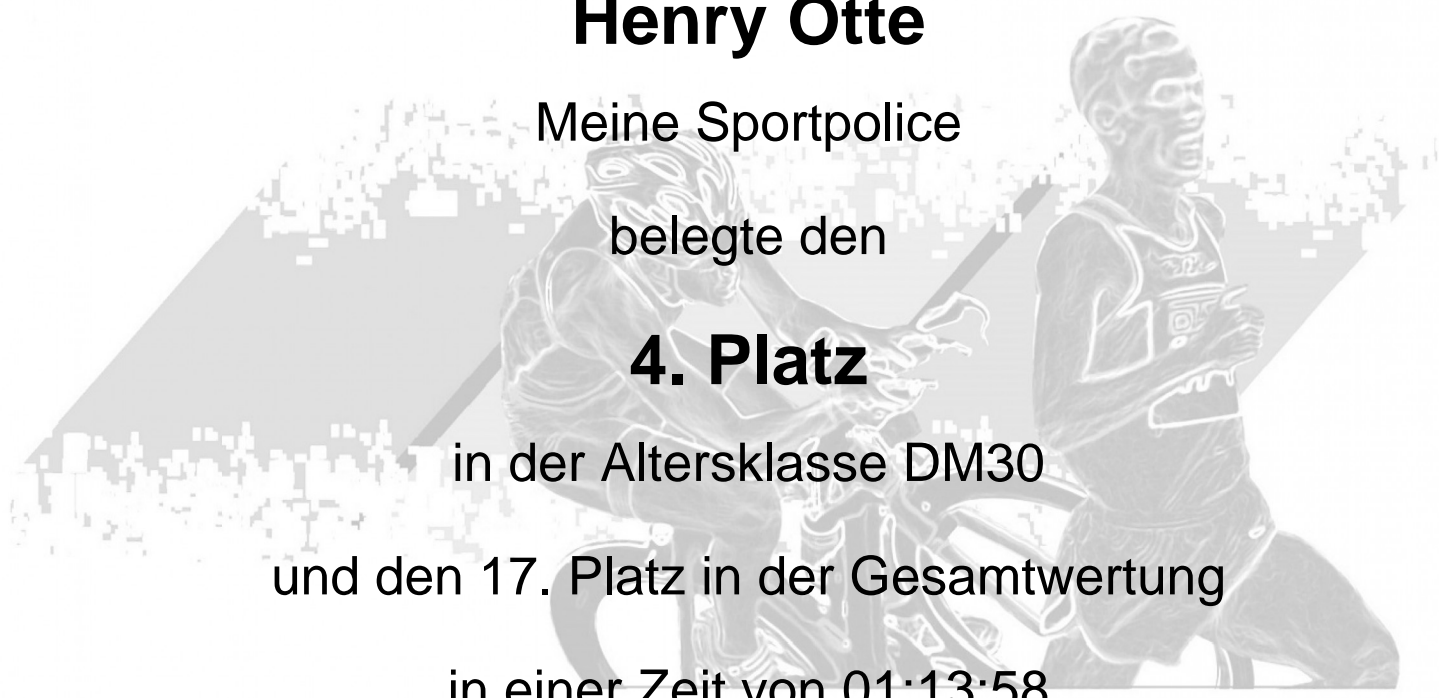 Henry Otte
Meine Sportpolice
belegte den
4. Platz
in der Altersklasse DM30
und den 17. Platz in der Gesamtwertung
in einer Zeit von 01:13:58